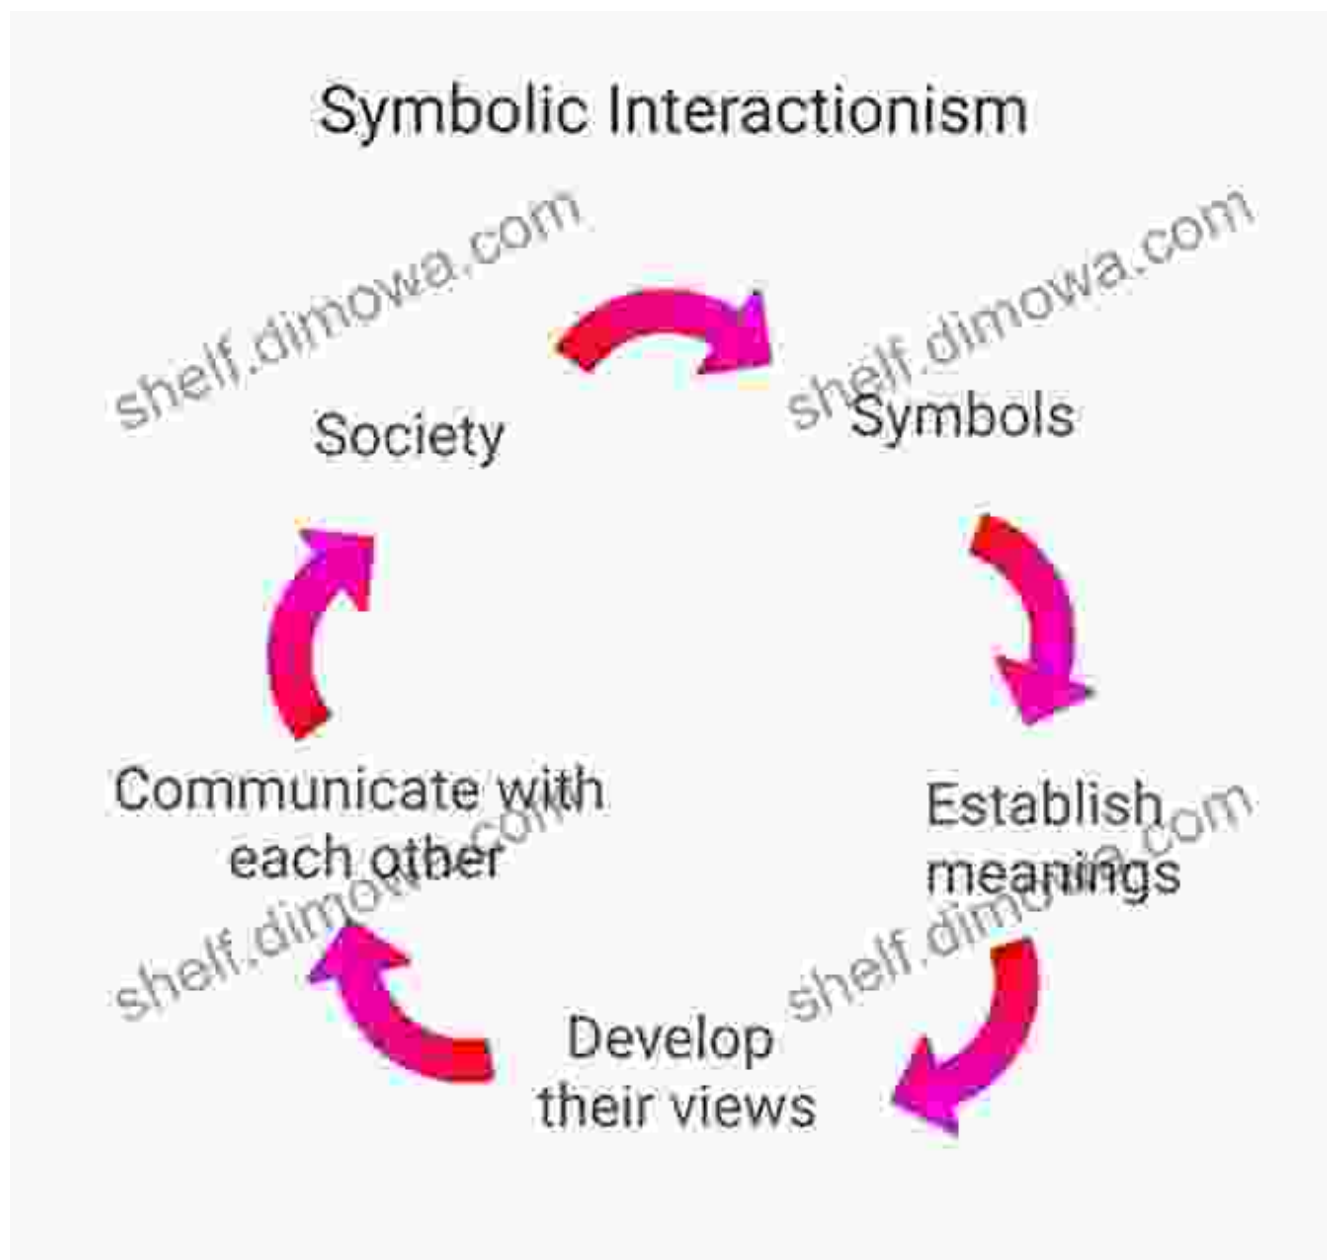 Symbolic Interactionism
shelf.dimowa.com
shelf.dimowa.com
Society
Symbols
Communicate with
each other
Establish
meanings
shelf.dimowa.com
shelf.dimowa.com
Develop
their views